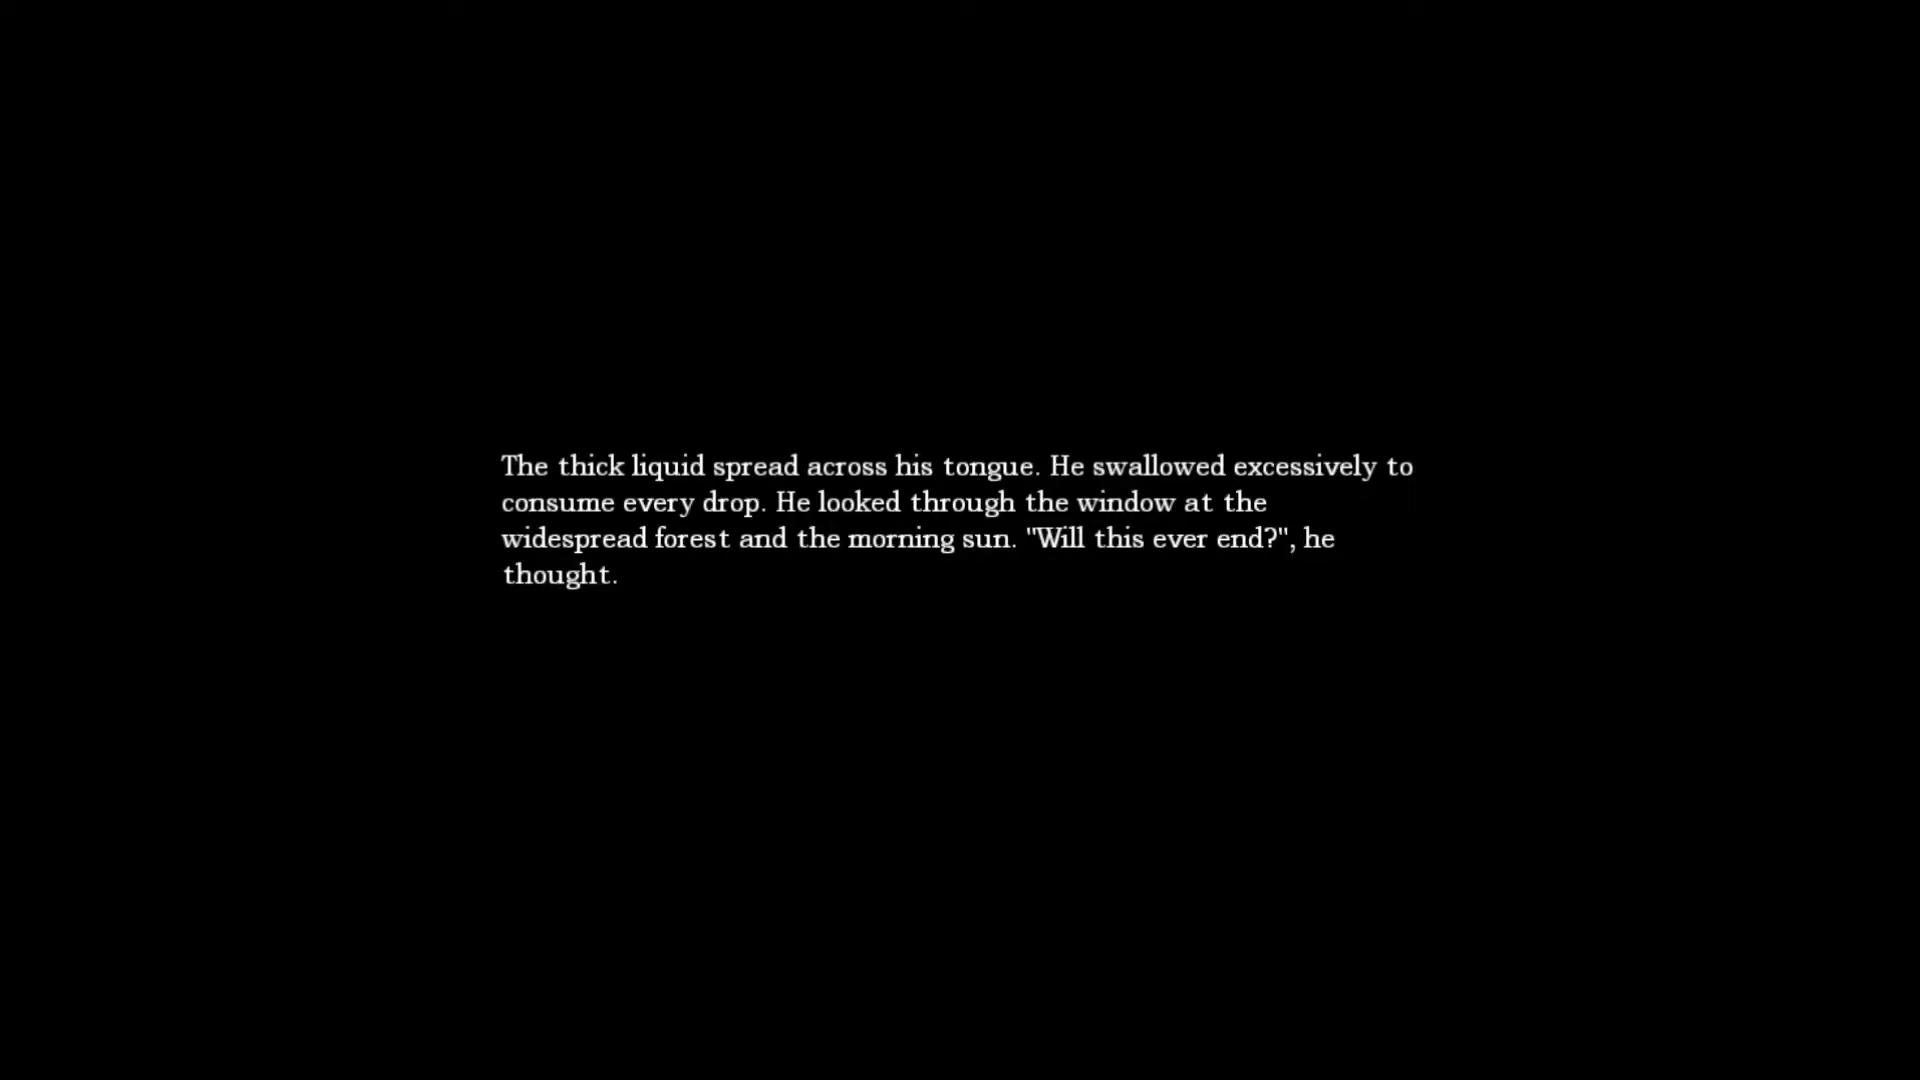 The thick liquid spread across his tongue. He swallowed excessively to
consume every drop. He looked through the window at the
widespread forest and the morning sun. "Will this ever end?", he
thought.